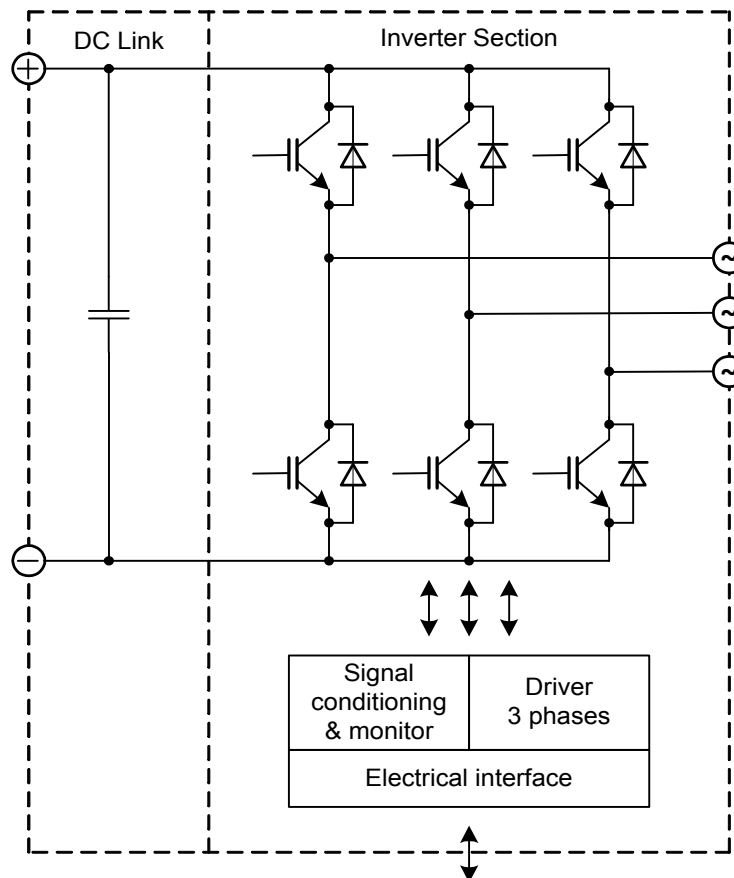 DC Link
Inverter Section
+
~
~
~
−
Signal
conditioning
& monitor
Driver
3 phases
Electrical interface